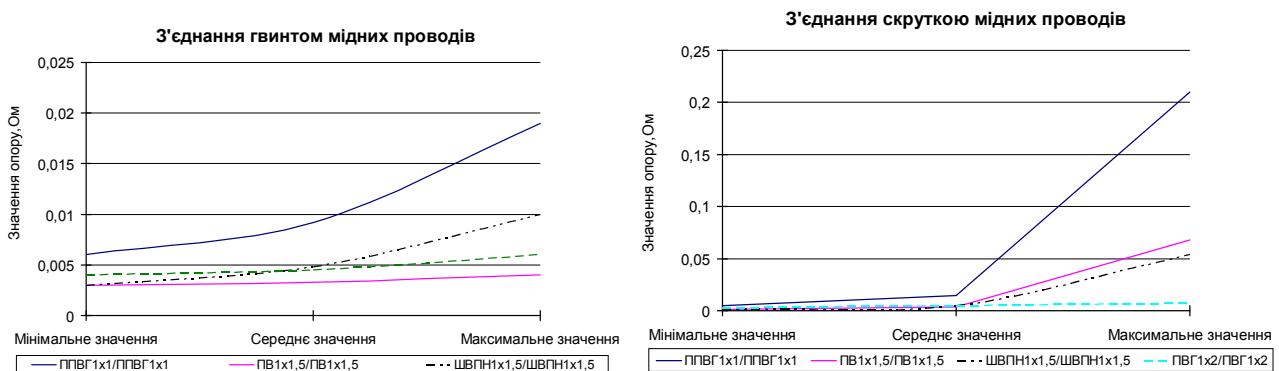 З'єднання гвинтом мідних проводів
Значення опору,Ом
0,025
0,02
0,015
0,01
0,005
0
Мінімальне значення
Середнє значення
Максимальне значення
ППВГ1х1/ППВГ1х1
ПВ1х1,5/ПВ1х1,5
ШВПН1х1,5/ШВПН1х1,5
З'єднання скруткою мідних проводів
Значення опору,Ом
0,25
0,2
0,15
0,1
0,05
0
Мінімальне значення
Середнє значення
Максимальне значення
ППВГ1х1/ППВГ1х1
ПВ1х1,5/ПВ1х1,5
ШВПН1х1,5/ШВПН1х1,5
ПВГ1х2/ПВГ1х2